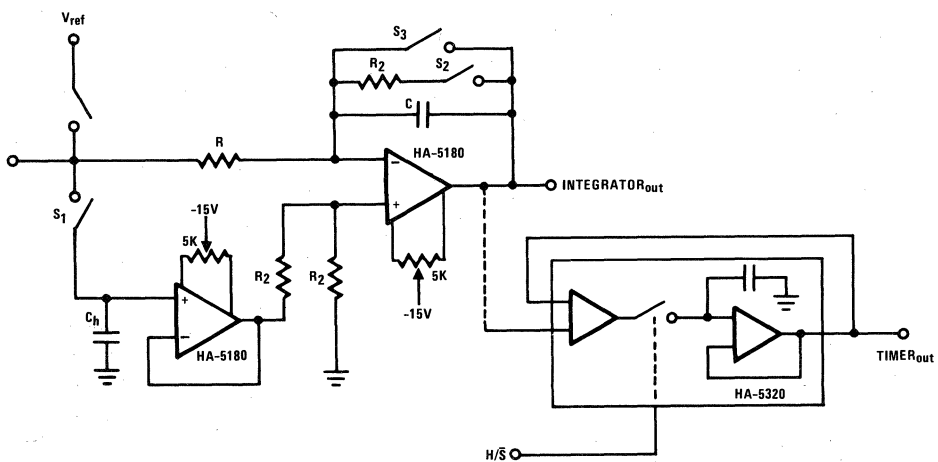 Vref
S3
R2
S2
C
R
HA-5180
INTEGRATORout
S1
-15V
5K
R2
R2
5K
-15V
Ch
HA-5180
TIMERout
HA-5320
H/S̅